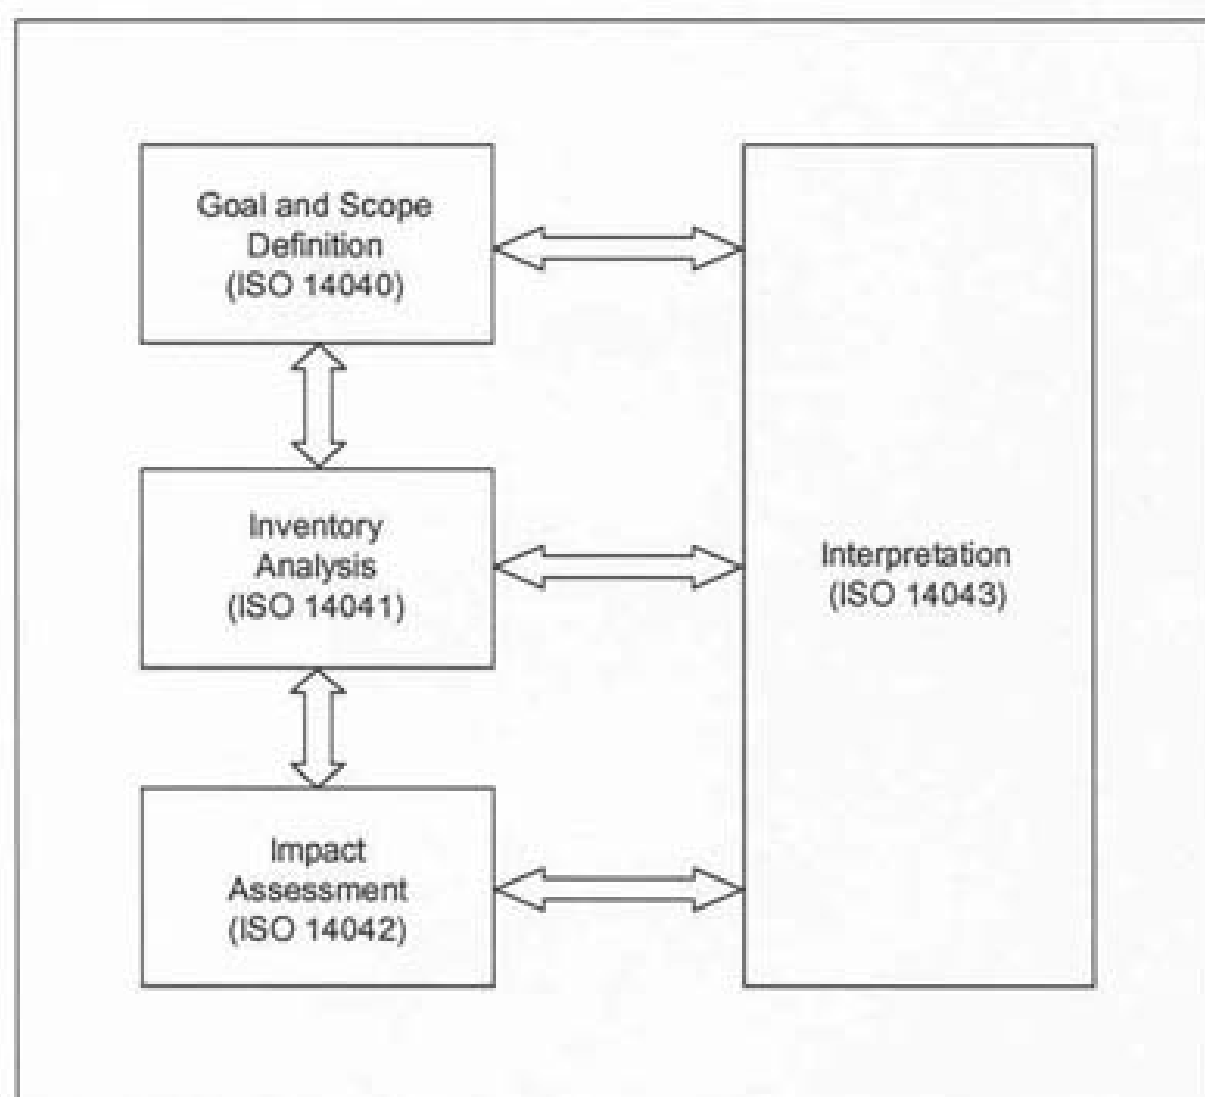 Goal and Scope
Definition
(ISO 14040)
Inventory
Analysis
(ISO 14041)
Impact
Assessment
(ISO 14042)
Interpretation
(ISO 14043)